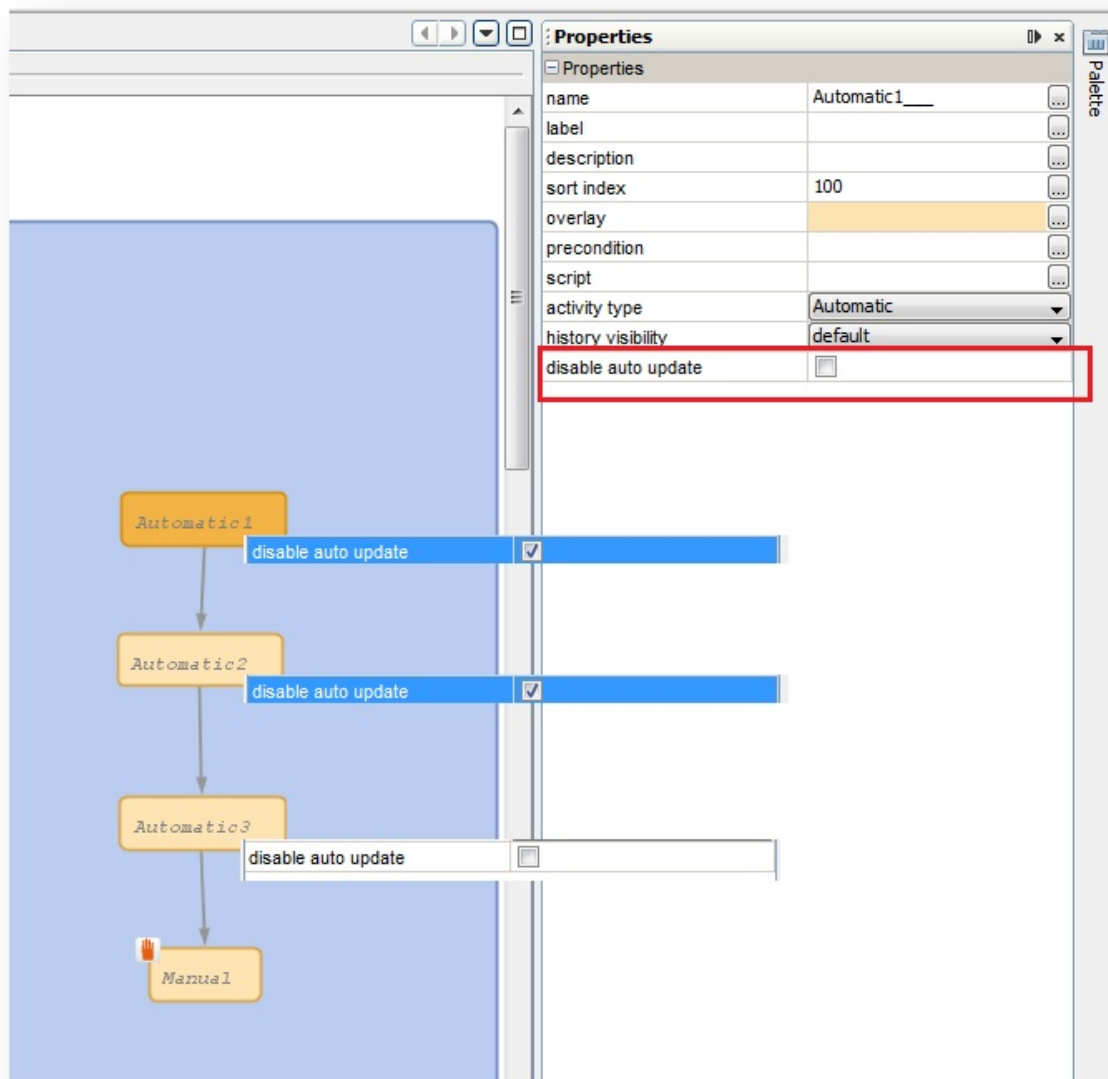 Properties
Properties
name Automatic1___ ...
label ...
description ...
sort index 100 ...
overlay ...
precondition ...
script ...
activity type Automatic
history visibility default
disable auto update
Palette
Automatic1
disable auto update
Automatic2
disable auto update
Automatic3
disable auto update
Manual